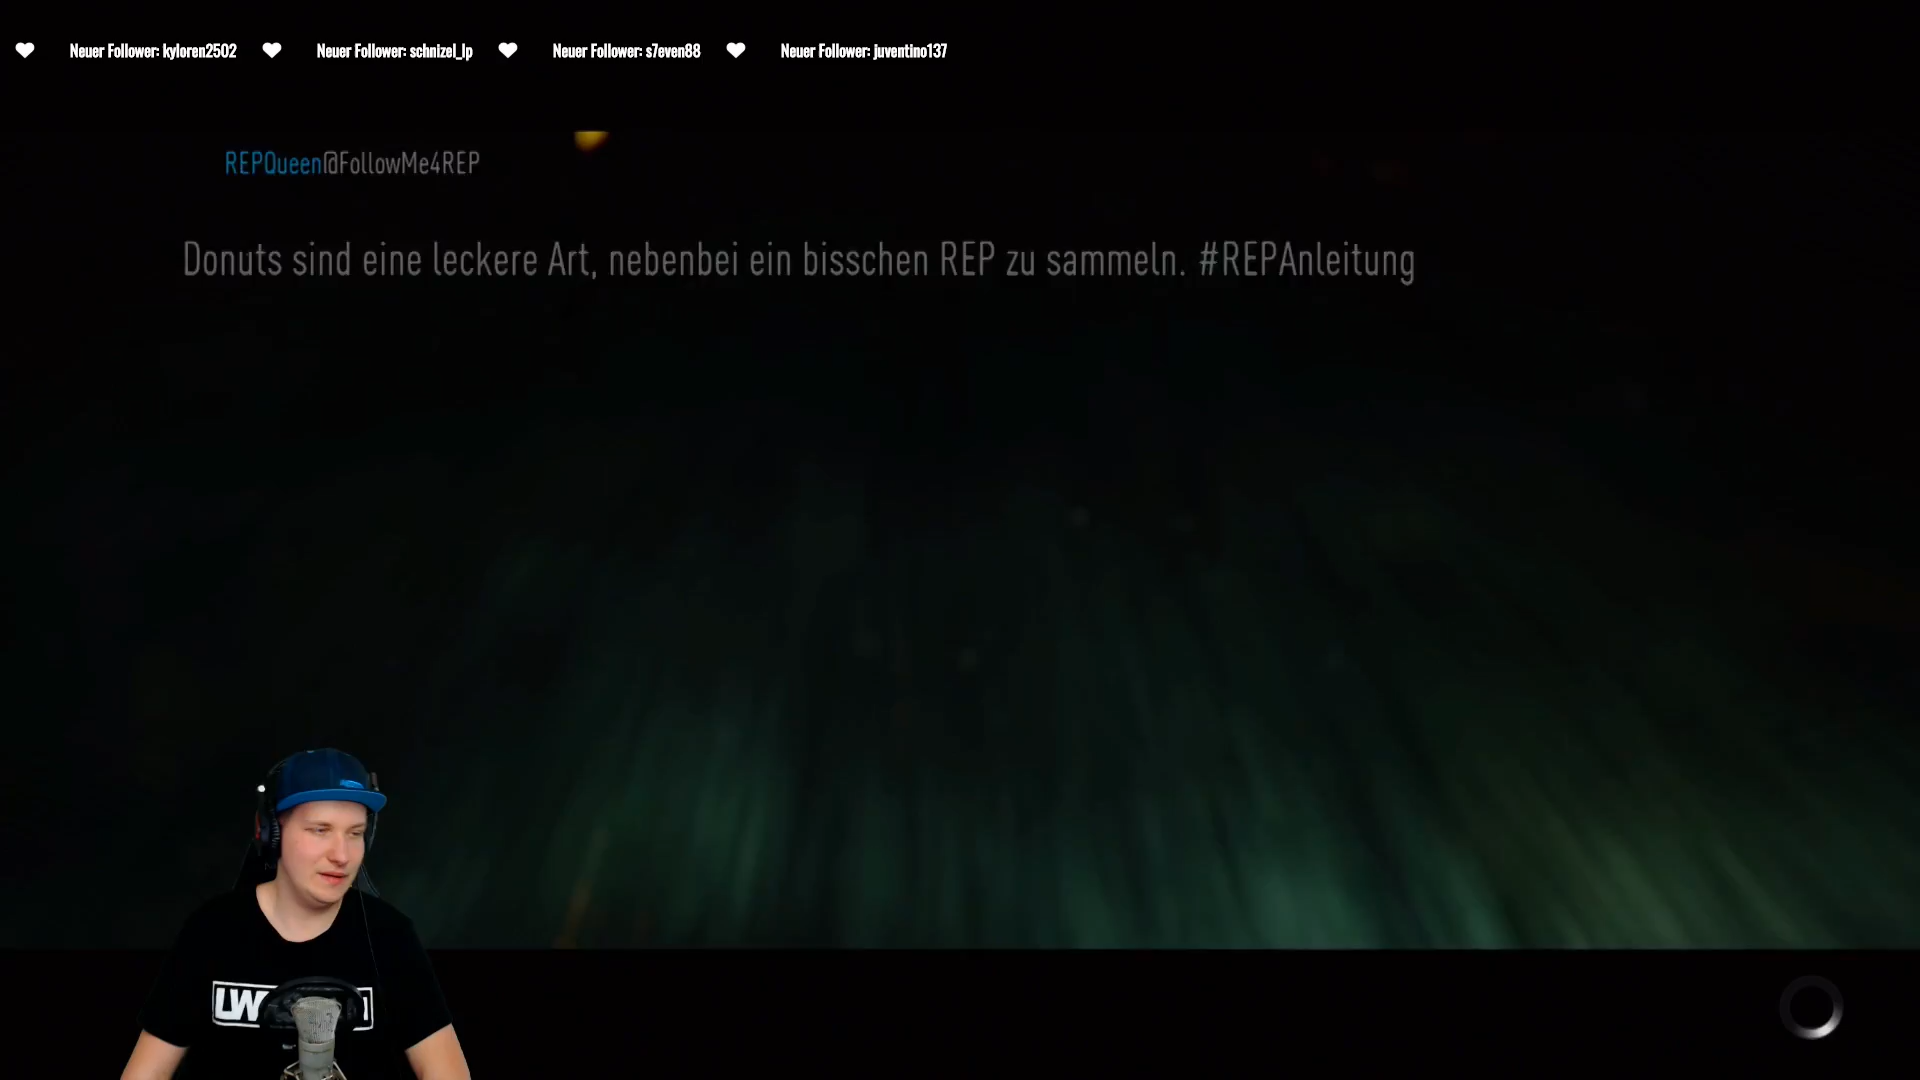 Neuer Follower: kyloren2502 Neuer Follower: schnizel_lp Neuer Follower: s7even88 Neuer Follower: juventino137
REPQueen@FollowMe4REP
Donuts sind eine leckere Art, nebenbei ein bisschen REP zu sammeln. #REPAnleitung
LW